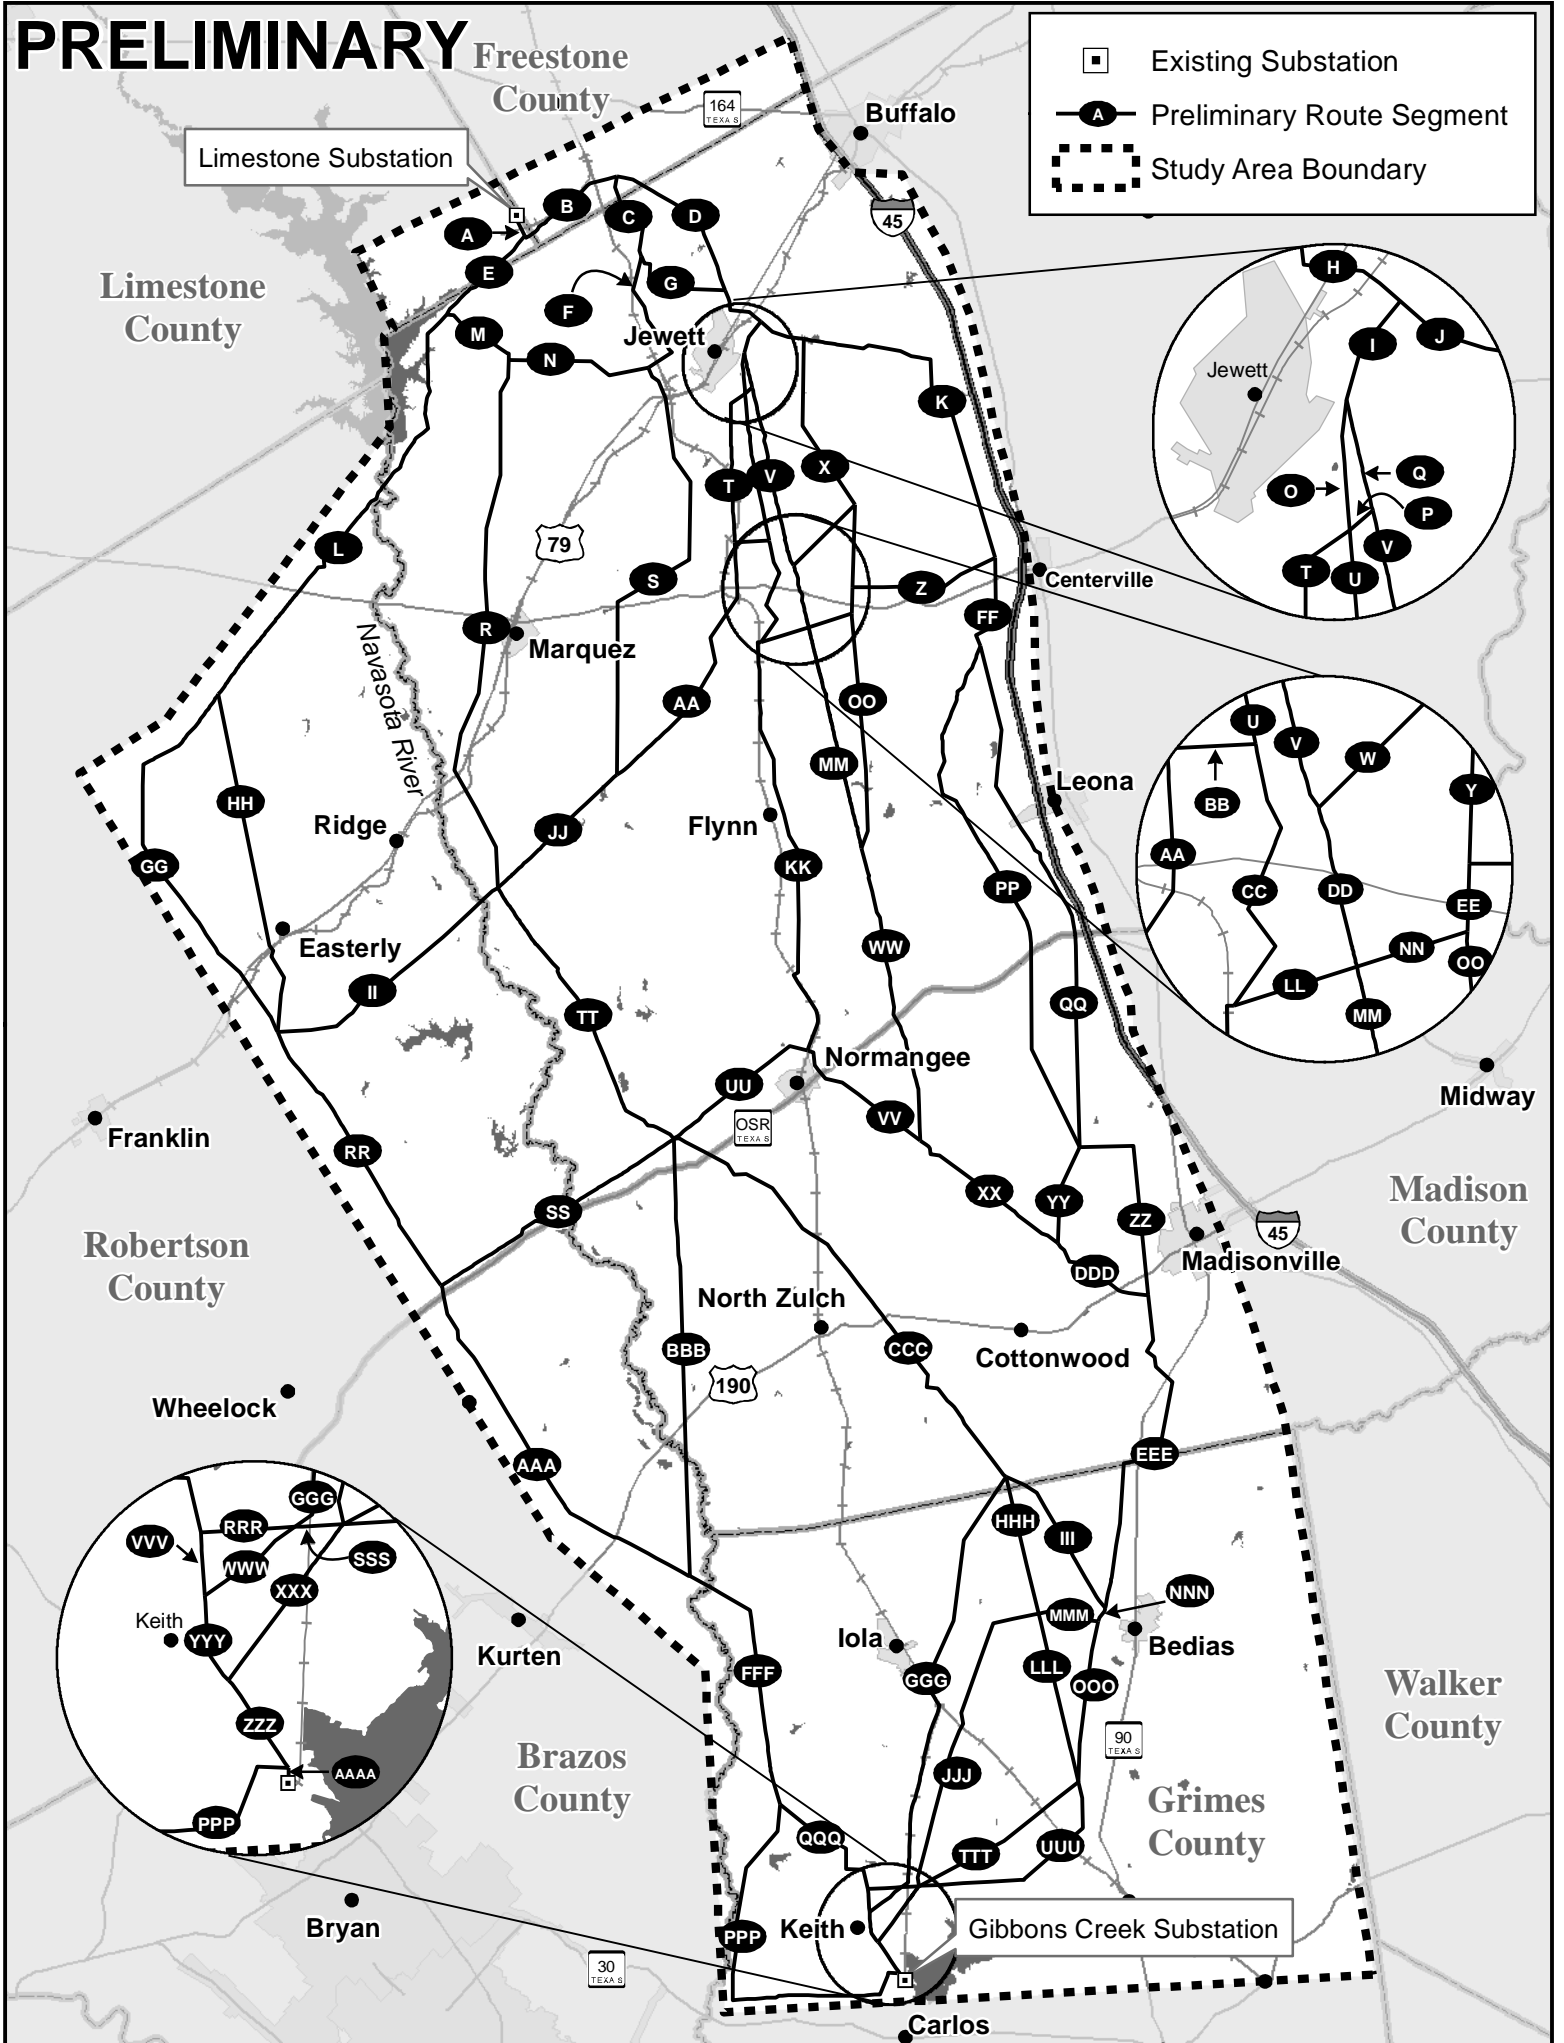 PRELIMINARY
Freestone
County
Existing Substation
A
Preliminary Route Segment
Study Area Boundary
164
TEXAS
Buffalo
Limestone Substation
45
A
B
C
D
E
F
G
Limestone
County
Jewett
M
N
K
H
I
J
Jewett
O
Q
P
V
T
U
T
V
X
L
79
S
Z
Centerville
FF
R
Marquez
Navasota River
AA
OO
MM
U
V
W
BB
Y
AA
CC
DD
EE
NN
OO
LL
MM
Leona
HH
Ridge
JJ
Flynn
GG
KK
PP
Easterly
WW
II
TT
QQ
Normangee
UU
Midway
VV
OSR
TEXAS
Franklin
RR
XX
YY
ZZ
Madison
County
SS
45
Madisonville
Robertson
County
DDD
North Zulch
BBB
CCC
Cottonwood
190
Wheelock
AAA
EEE
GGG
RRR
VVV
WWW
SSS
XXX
Keith
YYY
ZZZ
AAAA
PPP
HHH
III
NNN
MMM
Kurten
Iola
Bedias
FFF
GGG
LLL
OOO
Walker
County
90
TEXAS
Brazos
County
JJJ
Grimes
County
QQQ
TTT
UUU
Bryan
PPP
Keith
Gibbons Creek Substation
30
TEXAS
Carlos